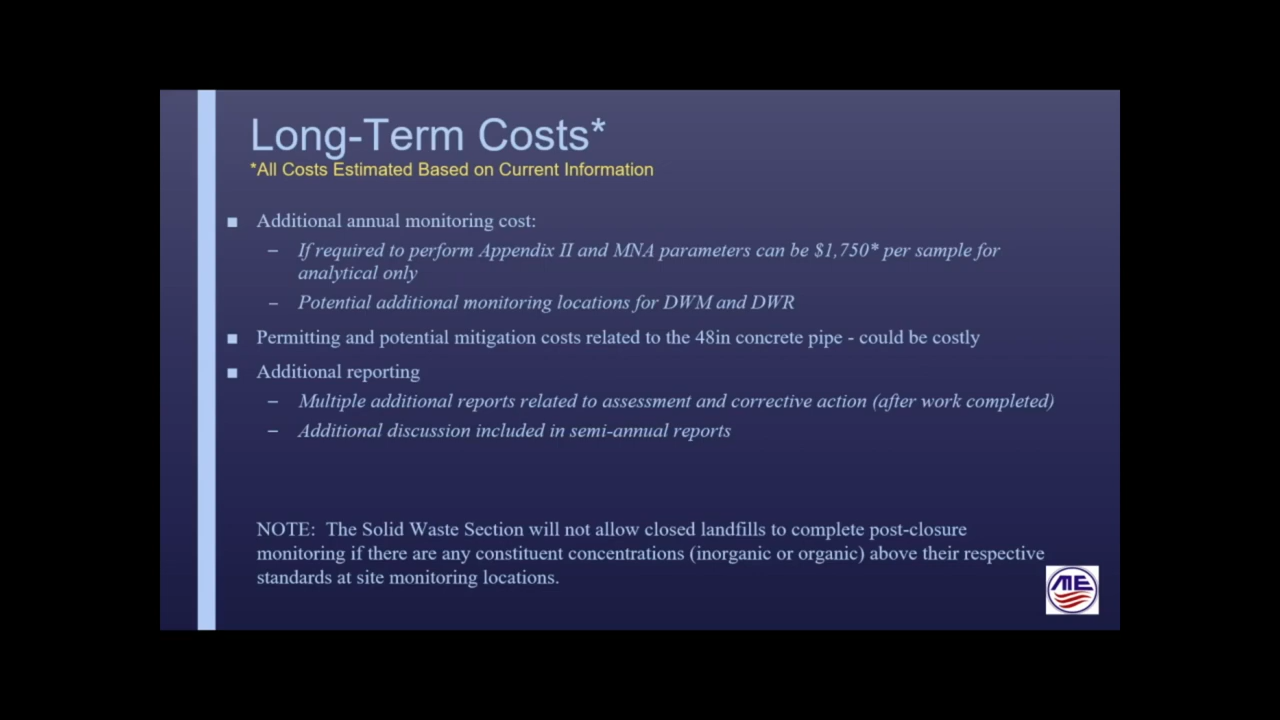 Long-Term Costs*
*All Costs Estimated Based on Current Information
■ Additional annual monitoring cost:
– If required to perform Appendix II and MNA parameters can be $1,750* per sample for
analytical only
– Potential additional monitoring locations for DWM and DWR
■ Permitting and potential mitigation costs related to the 48in concrete pipe - could be costly
■ Additional reporting
– Multiple additional reports related to assessment and corrective action (after work completed)
– Additional discussion included in semi-annual reports
NOTE:  The Solid Waste Section will not allow closed landfills to complete post-closure
monitoring if there are any constituent concentrations (inorganic or organic) above their respective
standards at site monitoring locations.
ME